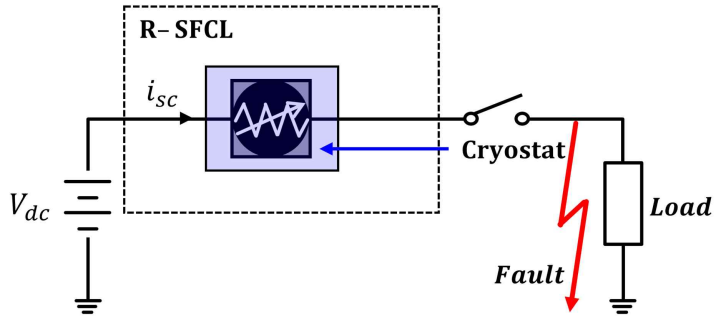 R– SFCL
i_sc
Cryostat
V_dc
Load
Fault